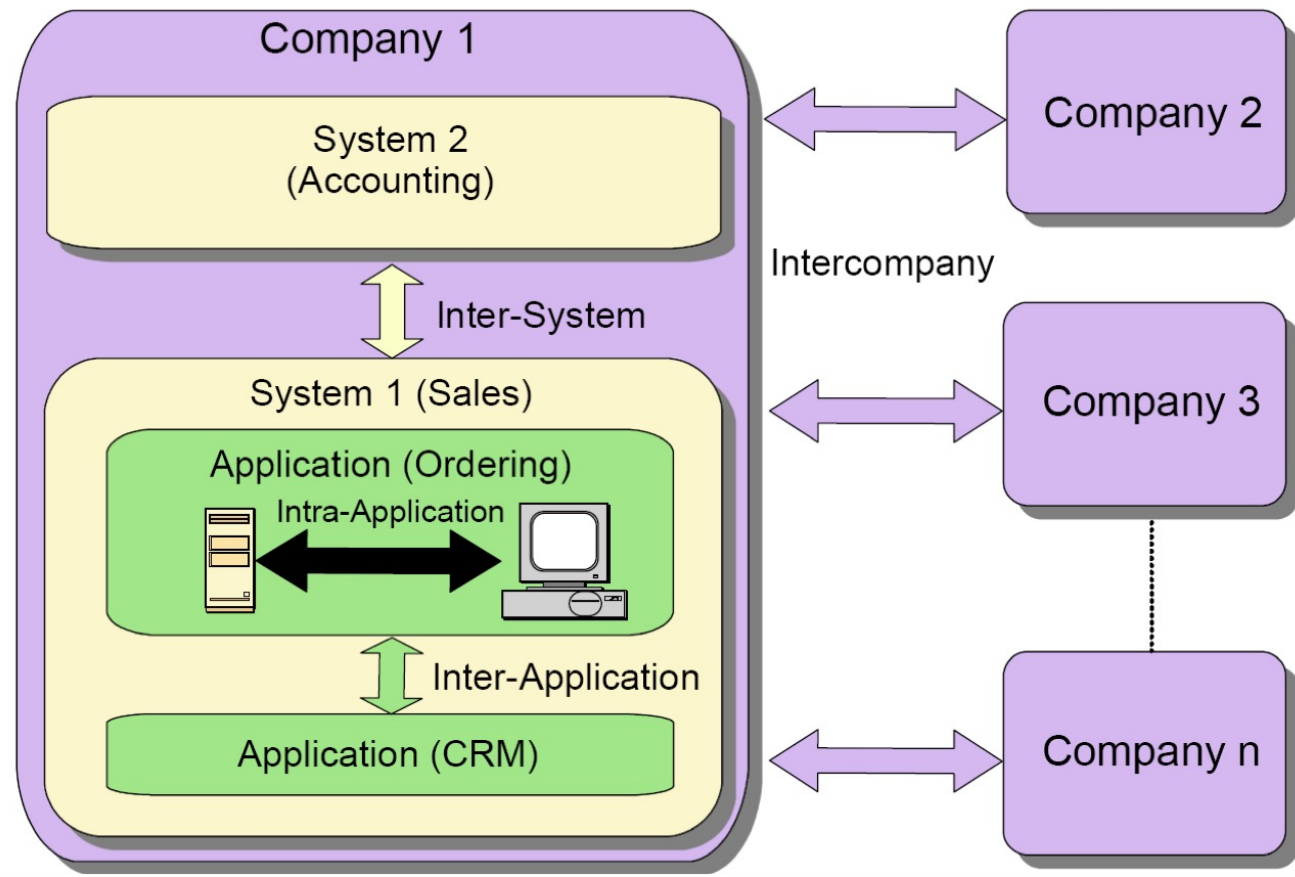 Company 1
System 2
(Accounting)
Inter-System
System 1 (Sales)
Application (Ordering)
Intra-Application
Inter-Application
Application (CRM)
Intercompany
Company 2
Company 3
Company n